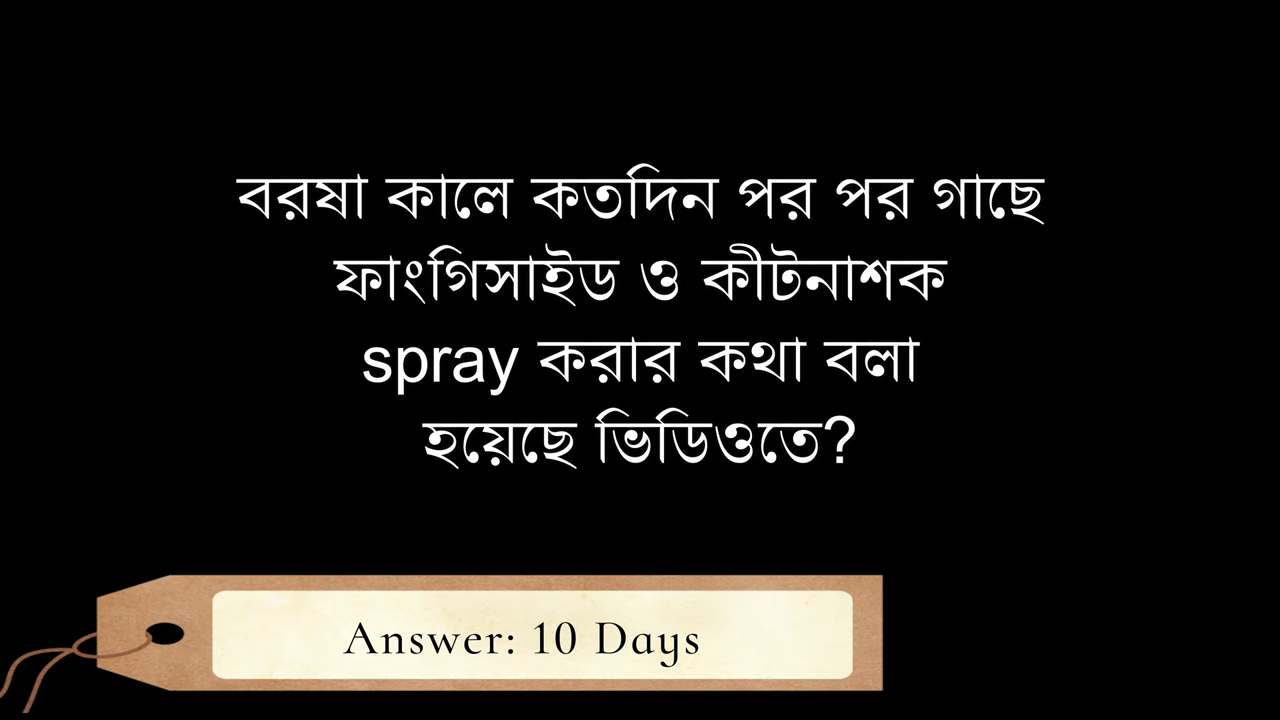 বরষা কালে কতদিন পর পর গাছে
ফাংগিসাইড ও কীটনাশক
spray করার কথা বলা
হয়েছে ভিডিওতে?
Answer: 10 Days